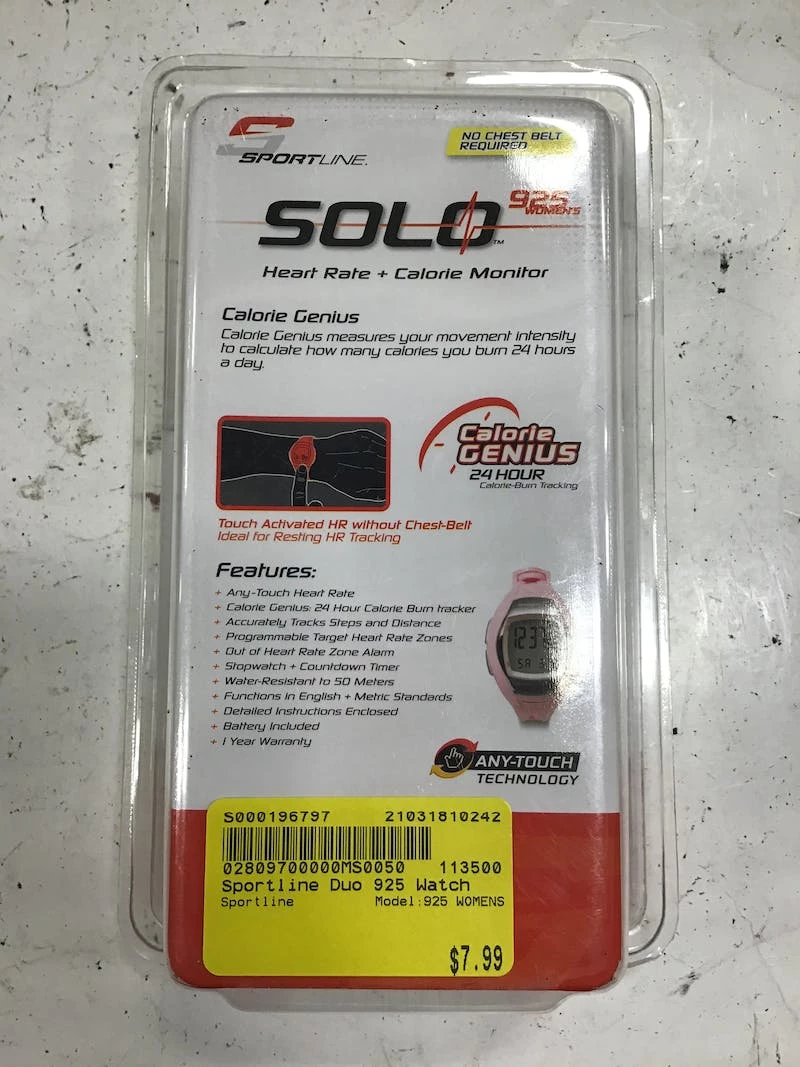 SPORTLINE.
NO CHEST BELT
REQUIRED
SOLO™
925
WOMEN'S
Heart Rate + Calorie Monitor
Calorie Genius
Calorie Genius measures your movement intensity
to calculate how many calories you burn 24 hours
a day.
Calorie
GENIUS
24 HOUR
Calorie-Burn Tracking
Touch Activated HR without Chest-Belt
Ideal for Resting HR Tracking
Features:
+ Any-Touch Heart Rate
+ Calorie Genius: 24 Hour Calorie Burn tracker
+ Accurately Tracks Steps and Distance
+ Programmable Target Heart Rate Zones
+ Out of Heart Rate Zone Alarm
+ Stopwatch + Countdown Timer
+ Water-Resistant to 50 Meters
+ Functions in English + Metric Standards
+ Detailed Instructions Enclosed
+ Battery Included
+ 1 Year Warranty
ANY-TOUCH
TECHNOLOGY
S000196797 21031810242
02809700000MS0050 113500
Sportline Duo 925 Watch
Sportline Model:925 WOMENS
$7.99